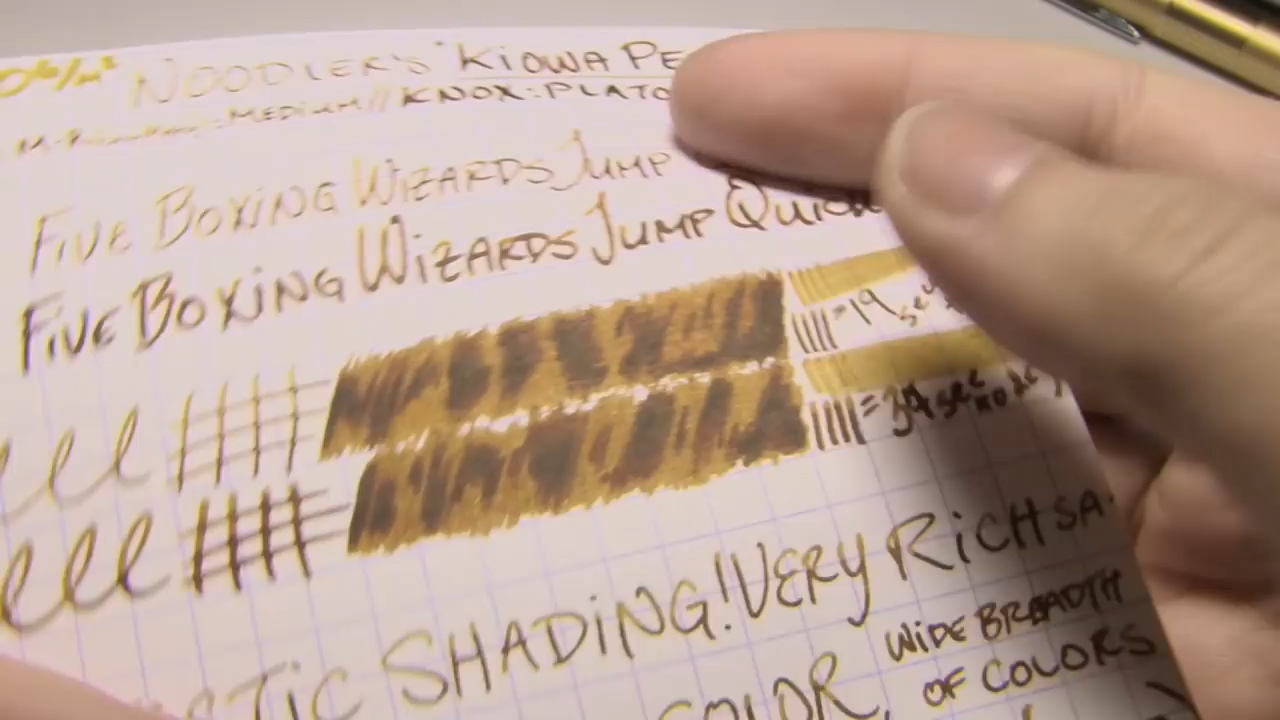 NOODLER'S "KIOWA PE
MEDIUM // KNOX: PLATO
FIVE BOXING WIZARDS JUMP
FIVE BOXING WIZARDS JUMP QUICK
= 19 sec
= 34 sec
SHADING! VERY RICH SA
WIDE BREADTH
COLOR, OF COLORS